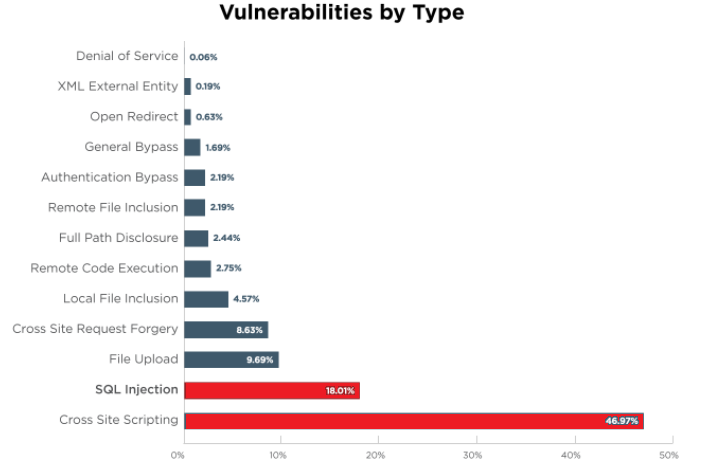 Vulnerabilities by Type
Denial of Service 0.06%
XML External Entity 0.19%
Open Redirect 0.63%
General Bypass 1.69%
Authentication Bypass 2.19%
Remote File Inclusion 2.19%
Full Path Disclosure 2.44%
Remote Code Execution 2.75%
Local File Inclusion 4.57%
Cross Site Request Forgery 8.63%
File Upload 9.69%
SQL Injection 18.01%
Cross Site Scripting 46.97%
0% 10% 20% 30% 40% 50%